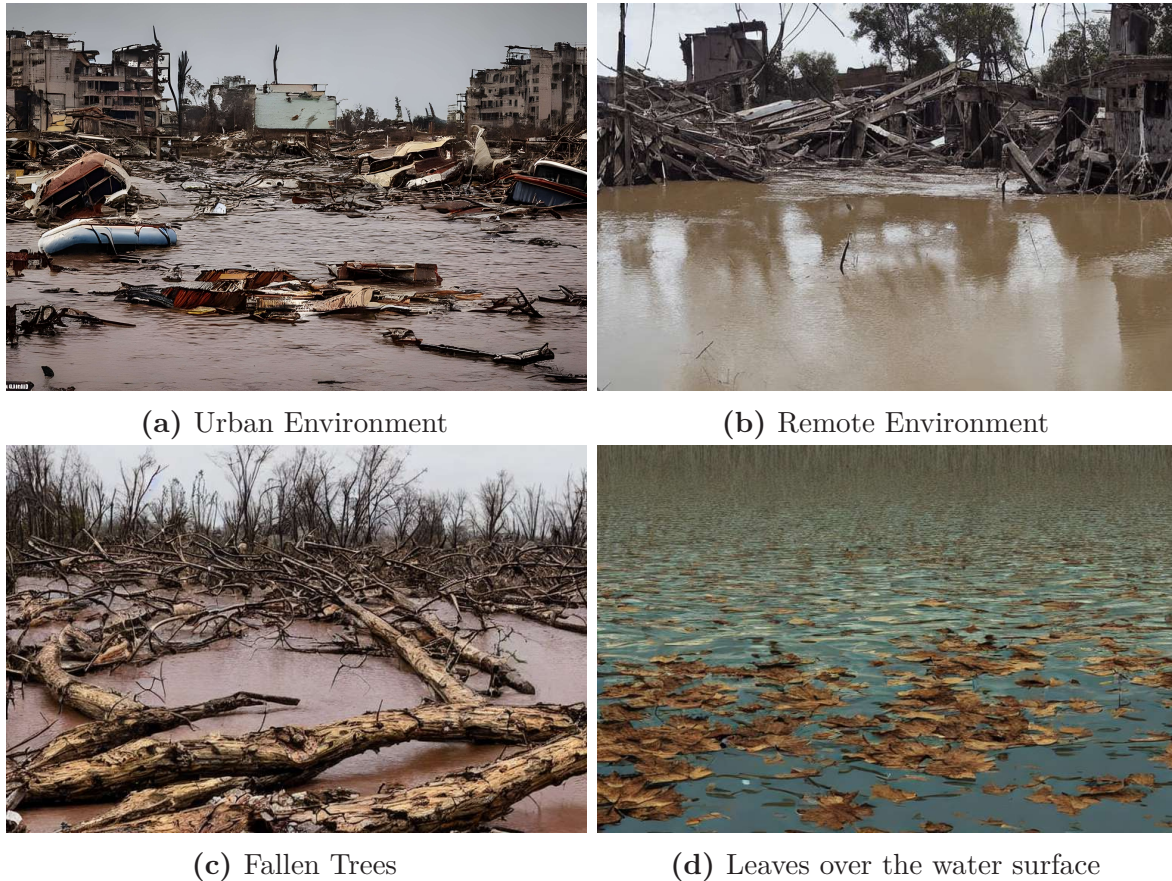 (a) Urban Environment
(b) Remote Environment
(c) Fallen Trees
(d) Leaves over the water surface